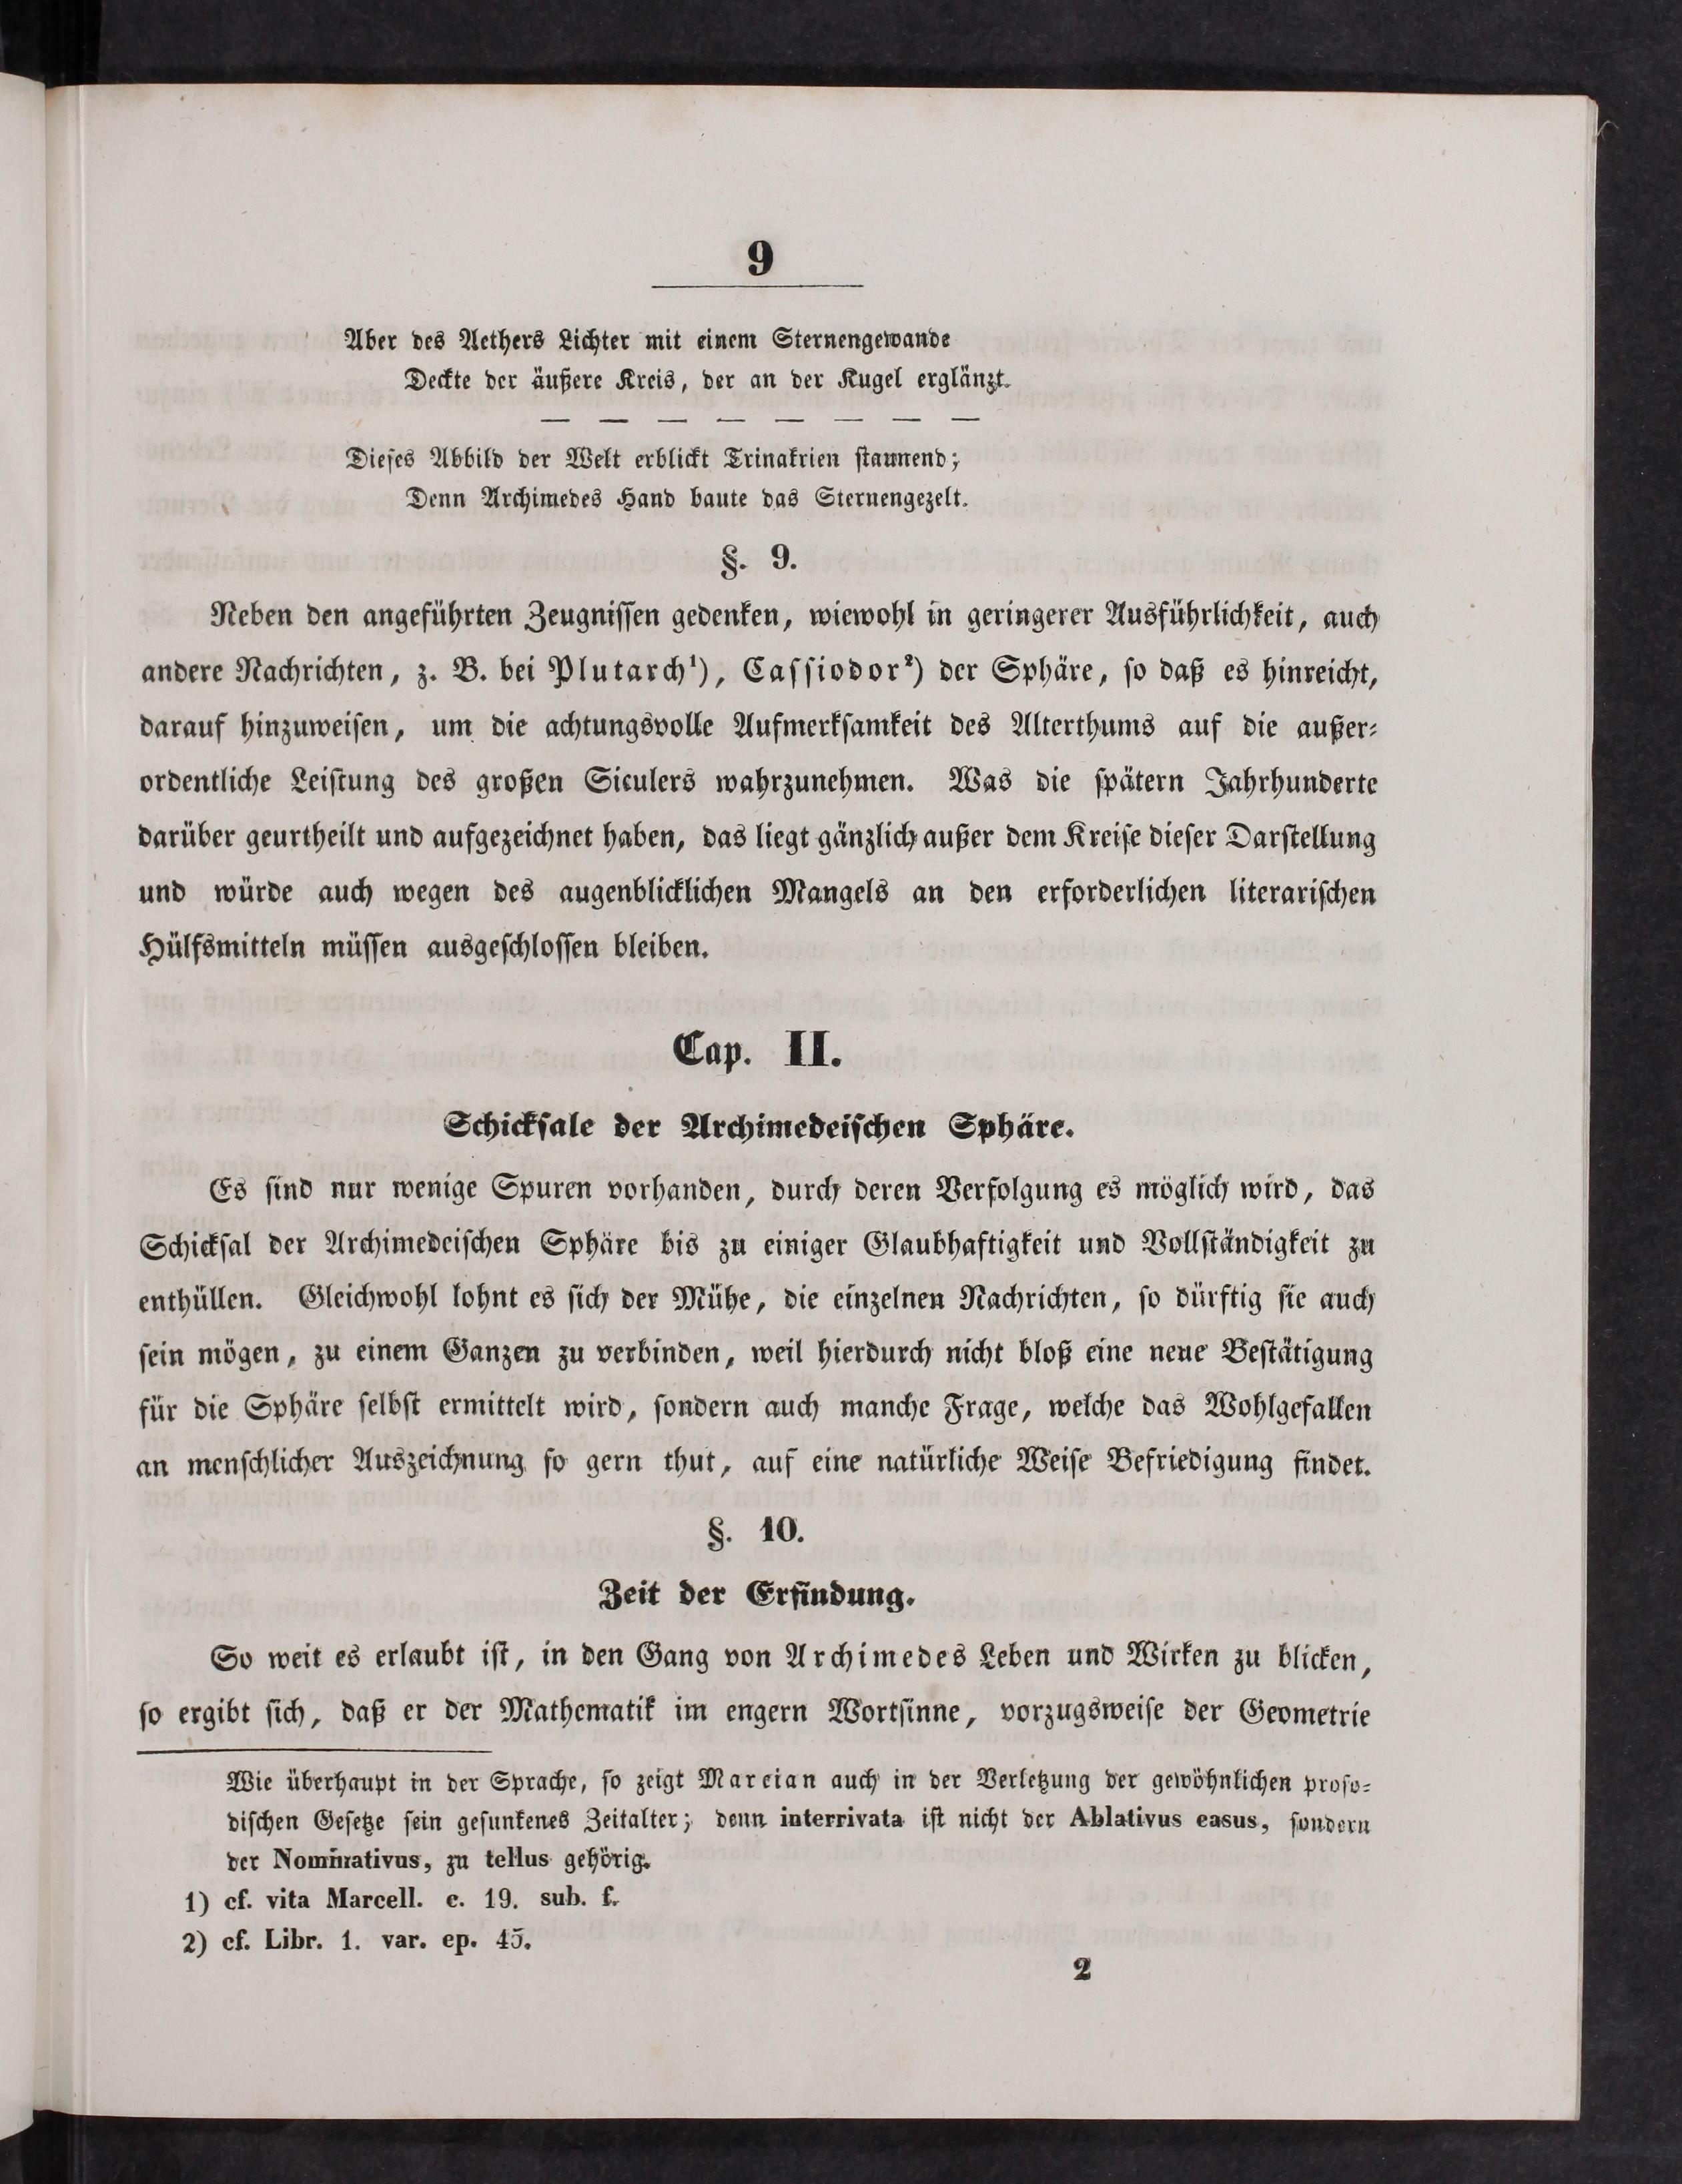 9
Aber des Aethers Lichter mit einem Sternengewande
Deckte der äußere Kreis, der an der Kugel erglänzt.
— — — — — — — —
Dieses Abbild der Welt erblickt Trinakrien staunend;
Denn Archimedes Hand baute das Sternengezelt.
§. 9.
Neben den angeführten Zeugnissen gedenken, wiewohl in geringerer Ausführlichkeit, auch
andere Nachrichten, z. B. bei Plutarch¹), Cassiodor²) der Sphäre, so daß es hinreicht,
darauf hinzuweisen, um die achtungsvolle Aufmerksamkeit des Alterthums auf die außer-
ordentliche Leistung des großen Siculers wahrzunehmen. Was die spätern Jahrhunderte
darüber geurtheilt und aufgezeichnet haben, das liegt gänzlich außer dem Kreise dieser Darstellung
und würde auch wegen des augenblicklichen Mangels an den erforderlichen literarischen
Hülfsmitteln müssen ausgeschlossen bleiben.
Cap. II.
Schicksale der Archimedeischen Sphäre.
Es sind nur wenige Spuren vorhanden, durch deren Verfolgung es möglich wird, das
Schicksal der Archimedeischen Sphäre bis zu einiger Glaubhaftigkeit und Vollständigkeit zu
enthüllen. Gleichwohl lohnt es sich der Mühe, die einzelnen Nachrichten, so dürftig sie auch
sein mögen, zu einem Ganzen zu verbinden, weil hierdurch nicht bloß eine neue Bestätigung
für die Sphäre selbst ermittelt wird, sondern auch manche Frage, welche das Wohlgefallen
an menschlicher Auszeichnung so gern thut, auf eine natürliche Weise Befriedigung findet.
§. 10.
Zeit der Erfindung.
So weit es erlaubt ist, in den Gang von Archimedes Leben und Wirken zu blicken,
so ergibt sich, daß er der Mathematik im engern Wortsinne, vorzugsweise der Geometrie
Wie überhaupt in der Sprache, so zeigt Marcian auch in der Verletzung der gewöhnlichen proso-
dischen Gesetze sein gesunkenes Zeitalter; denn interrivata ist nicht der Ablativus casus, sondern
der Nominativus, zu tellus gehörig.
1) cf. vita Marcell. c. 19. sub. f.
2) cf. Libr. 1. var. ep. 45.
2